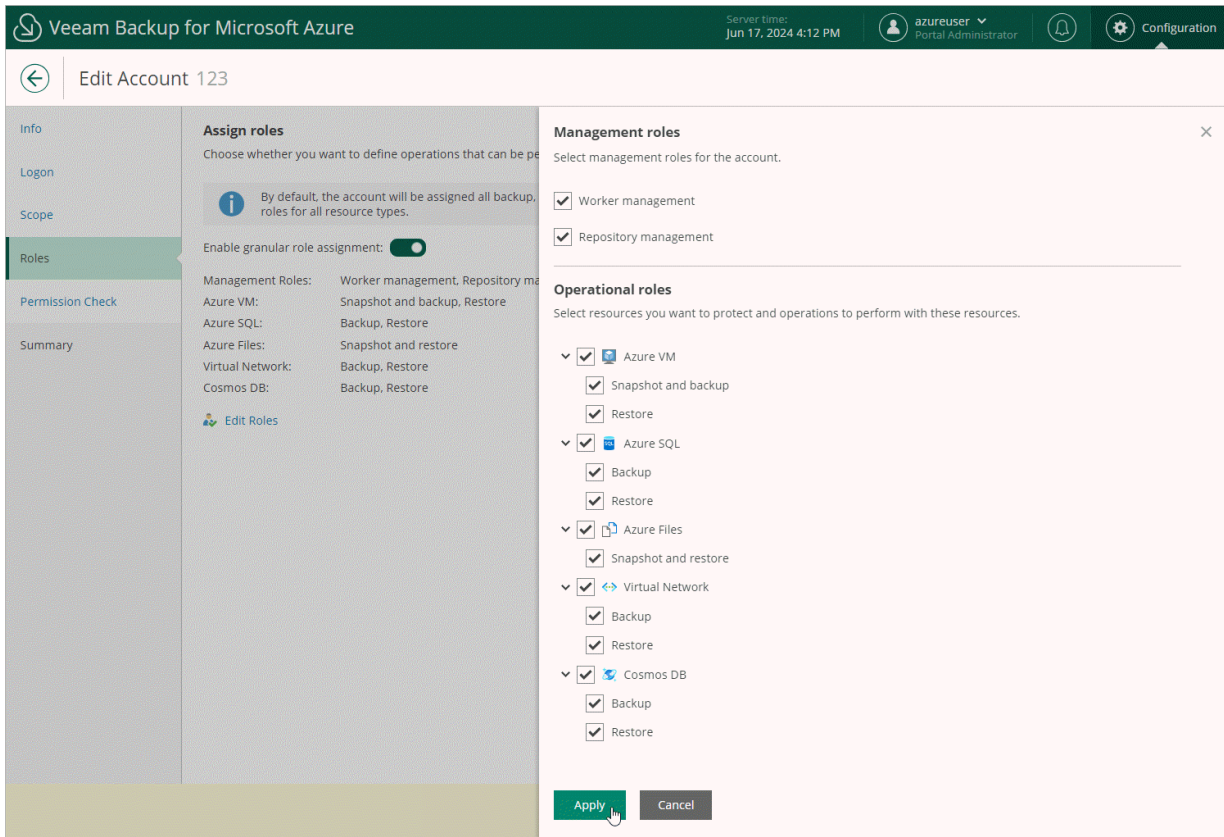 Veeam Backup for Microsoft Azure
Server time:
Jun 17, 2024 4:12 PM
azureuser
Portal Administrator
Configuration
Edit Account 123
Info
Logon
Scope
Roles
Permission Check
Summary
Assign roles
Choose whether you want to define operations that can be pe
By default, the account will be assigned all backup,
roles for all resource types.
Enable granular role assignment:
Management Roles: Worker management, Repository ma
Azure VM: Snapshot and backup, Restore
Azure SQL: Backup, Restore
Azure Files: Snapshot and restore
Virtual Network: Backup, Restore
Cosmos DB: Backup, Restore
Edit Roles
Management roles
Select management roles for the account.
Worker management
Repository management
Operational roles
Select resources you want to protect and operations to perform with these resources.
Azure VM
Snapshot and backup
Restore
SQL Azure SQL
Backup
Restore
Azure Files
Snapshot and restore
Virtual Network
Backup
Restore
Cosmos DB
Backup
Restore
Apply Cancel